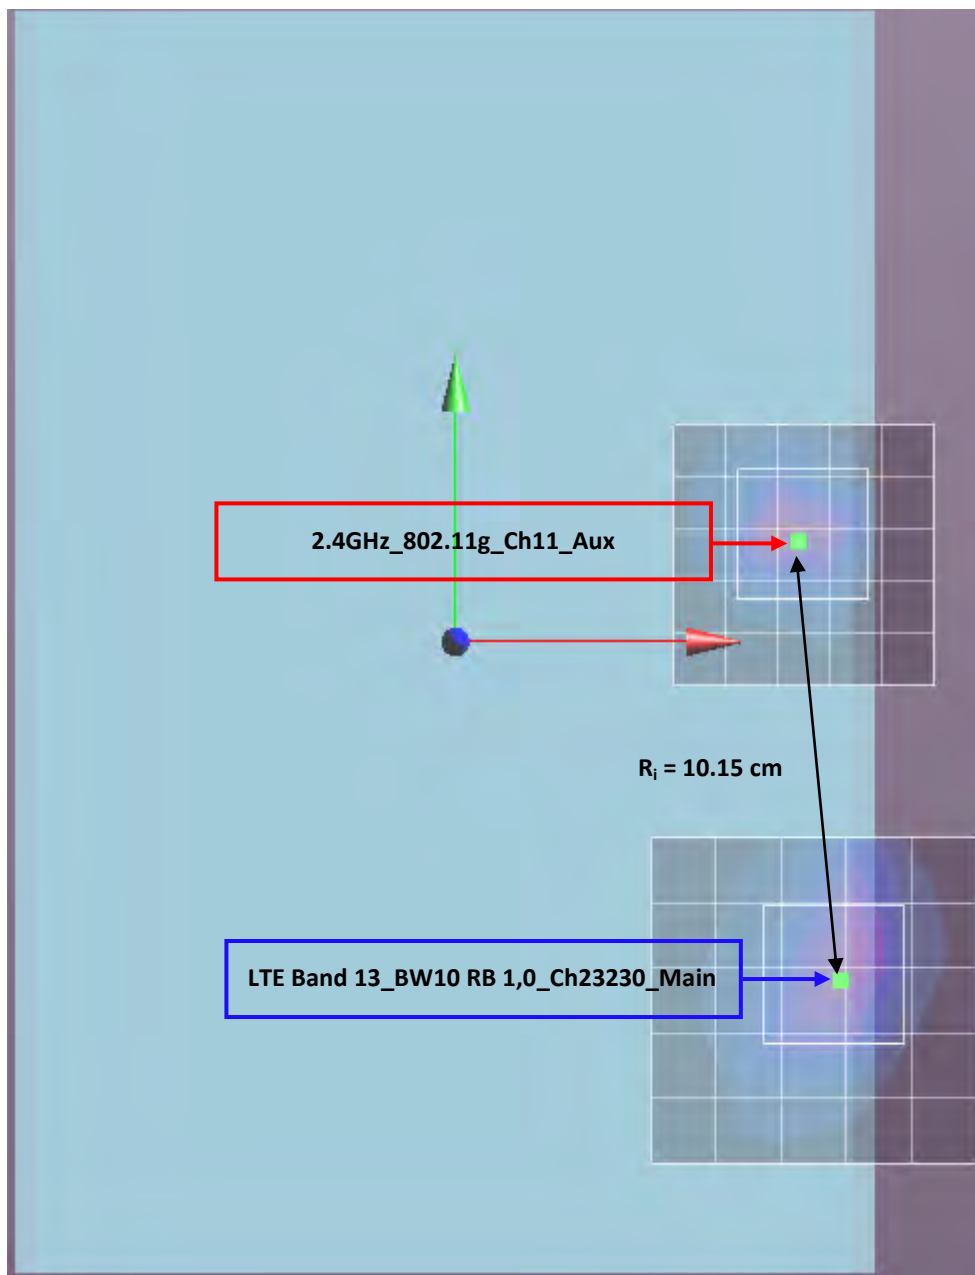 2.4GHz_802.11g_Ch11_Aux
Rᵢ = 10.15 cm
LTE Band 13_BW10 RB 1,0_Ch23230_Main